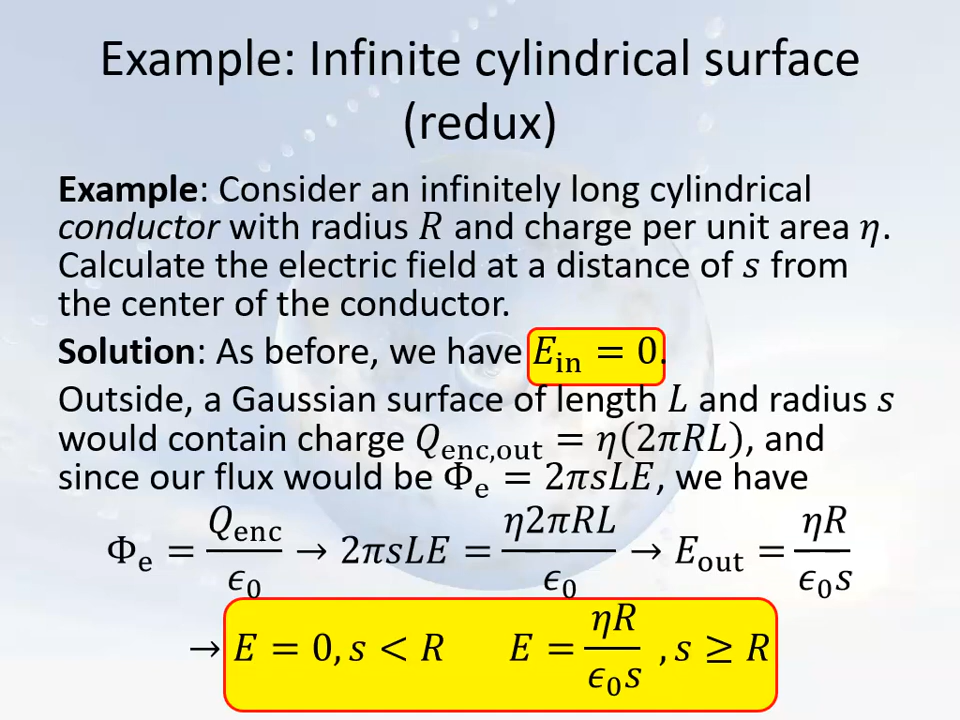 Example: Infinite cylindrical surface
(redux)
Example: Consider an infinitely long cylindrical
conductor with radius R and charge per unit area η.
Calculate the electric field at a distance of s from
the center of the conductor.
Solution: As before, we have E_in = 0.
Outside, a Gaussian surface of length L and radius s
would contain charge Q_enc,out = η(2πRL), and
since our flux would be Φ_e = 2πsLE, we have
Φ_e = Q_enc/ϵ_0 → 2πsLE = η2πRL/ϵ_0 → E_out = ηR/ϵ_0s
→ E = 0, s < R E = ηR/ϵ_0s , s ≥ R